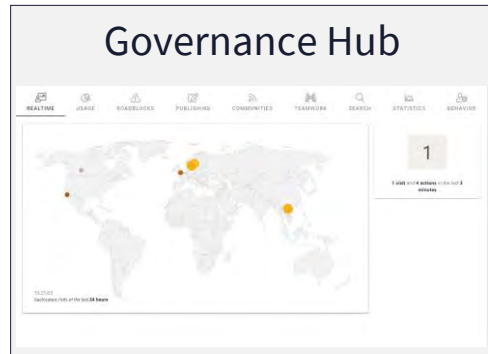 Governance Hub
REALTIME USAGE ROADBLOCKS PUBLISHING COMMUNITIES TEAMWORK SEARCH STATISTICS BEHAVIOR
1
1 visit and 4 actions in the last 3
minutes
Geolocation visits of the last 24 hours